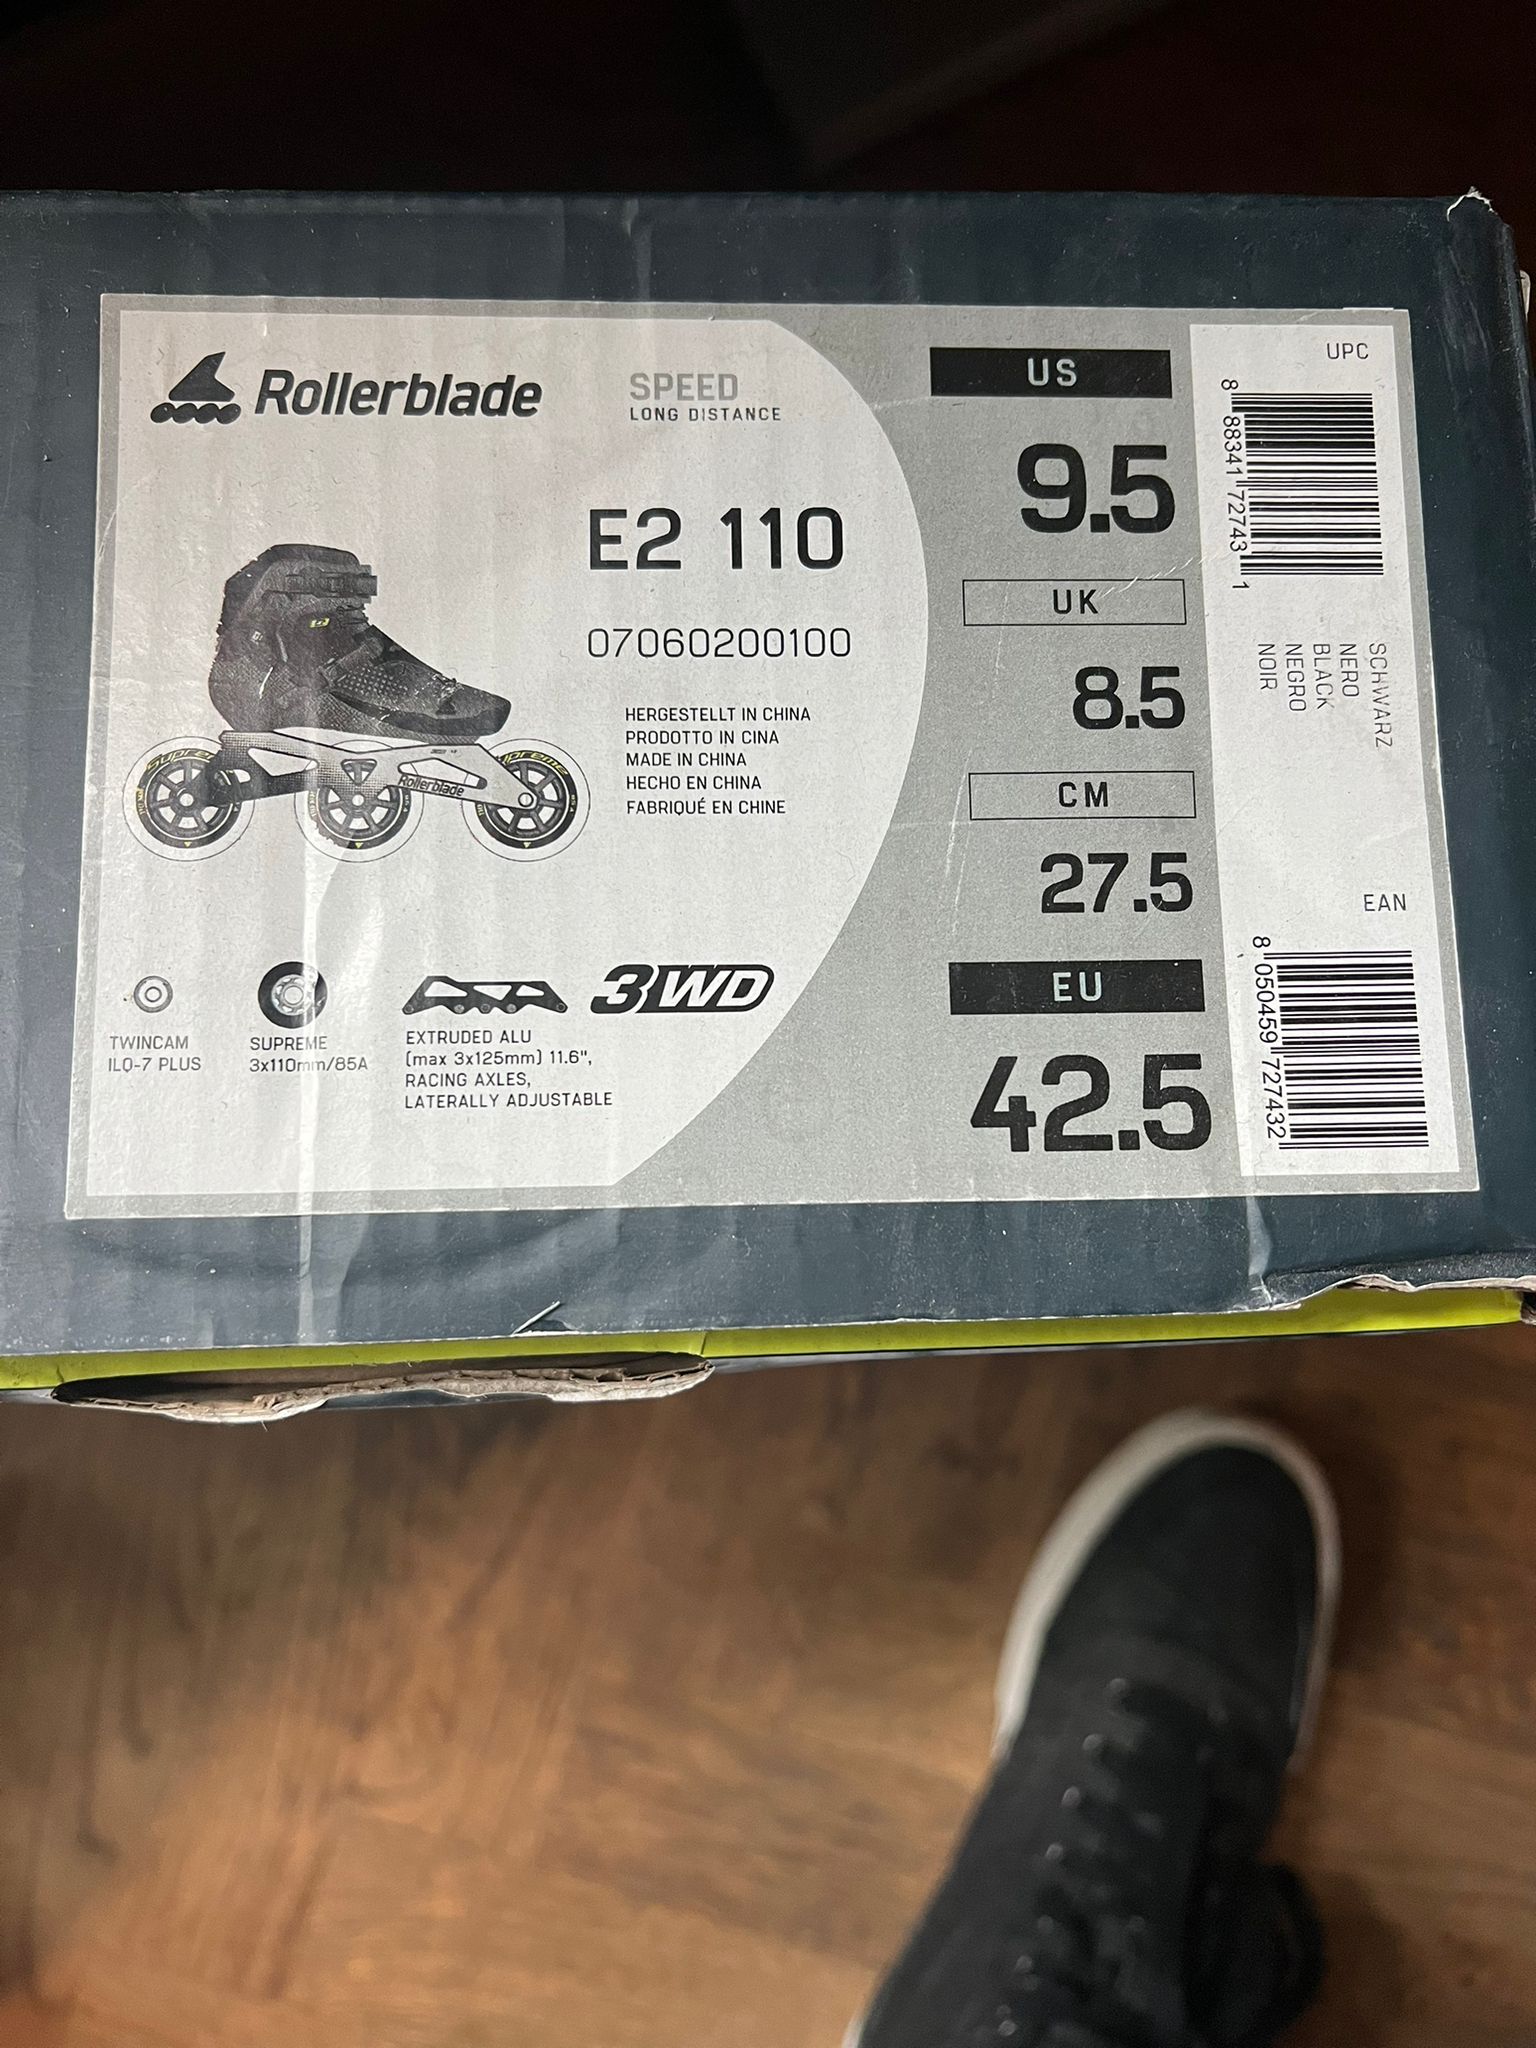 Rollerblade
SPEED
LONG DISTANCE
E2 110
07060200100
HERGESTELLT IN CHINA
PRODOTTO IN CINA
MADE IN CHINA
HECHO EN CHINA
FABRIQUÉ EN CHINE
Supreme
Rollerblade
TWINCAM
ILQ-7 PLUS
SUPREME
3x110mm/85A
EXTRUDED ALU
(max 3x125mm) 11.6",
RACING AXLES,
LATERALLY ADJUSTABLE
3WD
US
9.5
UK
8.5
CM
27.5
EU
42.5
UPC
8 88341 72743 1
SCHWARZ
NERO
BLACK
NEGRO
NOIR
EAN
8 050459 727432